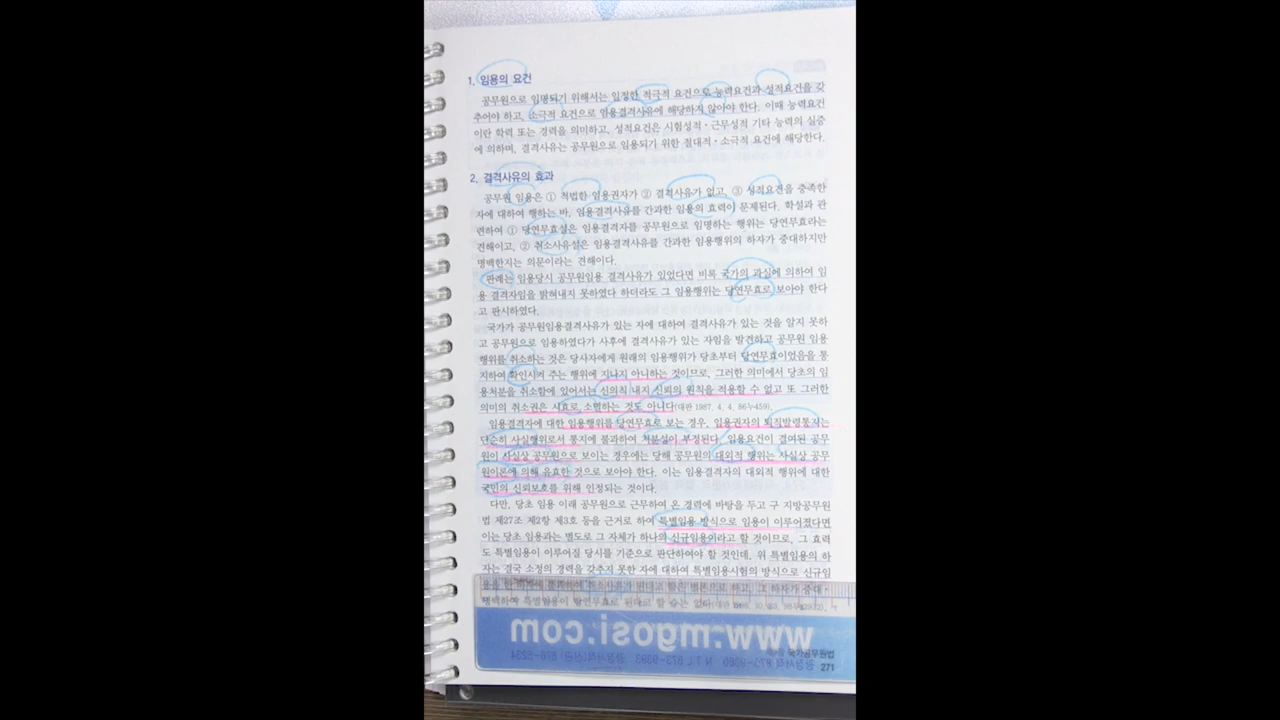 1. 임용의 요건
공무원으로 임명되기 위해서는 일정한 적극적 요건으로 능력요건과 성적요건을 갖
추어야 하고, 소극적 요건으로 임용결격사유에 해당하지 않아야 한다. 이때 능력요건
이란 학력 또는 경력을 의미하고, 성적요건은 시험성적·근무성적 기타 능력의 실증
에 의하며, 결격사유는 공무원으로 임용되기 위한 절대적·소극적 요건에 해당한다.
2. 결격사유의 효과
공무원 임용은 ① 적법한 임용권자가 ② 결격사유가 없고, ③ 성적요건을 충족한
자에 대하여 행하는 바, 임용결격사유를 간과한 임용의 효력이 문제된다. 학설과 관
련하여 ① 당연무효설은 임용결격자를 공무원으로 임명하는 행위는 당연무효라는
견해이고, ② 취소사유설은 임용결격사유를 간과한 임용행위의 하자가 중대하지만
명백한지는 의문이라는 견해이다.
판례는 임용당시 공무원임용 결격사유가 있었다면 비록 국가의 과실에 의하여 임
용 결격자임을 밝혀내지 못하였다 하더라도 그 임용행위는 당연무효로 보아야 한다
고 판시하였다.
국가가 공무원임용결격사유가 있는 자에 대하여 결격사유가 있는 것을 알지 못하
고 공무원으로 임용하였다가 사후에 결격사유가 있는 자임을 발견하고 공무원 임용
행위를 취소하는 것은 당사자에게 원래의 임용행위가 당초부터 당연무효이었음을 통
지하여 확인시켜 주는 행위에 지나지 아니하는 것이므로, 그러한 의미에서 당초의 임
용처분을 취소함에 있어서는 신의칙 내지 신뢰의 원칙을 적용할 수 없고 또 그러한
의미의 취소권은 시효로 소멸하는 것도 아니다(대판 1987. 4. 4, 86누459).
임용결격자에 대한 임용행위를 당연무효로 보는 경우, 임용권자의 퇴직발령통지는
단순히 사실행위로서 통지에 불과하여 처분성이 부정된다. 임용요건이 결여된 공무
원이 사실상 공무원으로 보이는 경우에는 당해 공무원의 대외적 행위는 사실상 공무
원이론에 의해 유효한 것으로 보아야 한다. 이는 임용결격자의 대외적 행위에 대한
국민의 신뢰보호를 위해 인정되는 것이다.
다만, 당초 임용 이래 공무원으로 근무하여 온 경력에 바탕을 두고 구 지방공무원
법 제27조 제2항 제3호 등을 근거로 하여 특별임용 방식으로 임용이 이루어졌다면
이는 당초 임용과는 별도로 그 자체가 하나의 신규임용이라고 할 것이므로, 그 효력
도 특별임용이 이루어질 당시를 기준으로 판단하여야 할 것인데, 위 특별임용의 하
자는 결국 소정의 경력을 갖추지 못한 자에 대하여 특별임용시험의 방식으로 신규임
명백하여 특별임용이 당연무효로 된다고 할 수는 없다
www.mgosi.com
국가공무원법
271